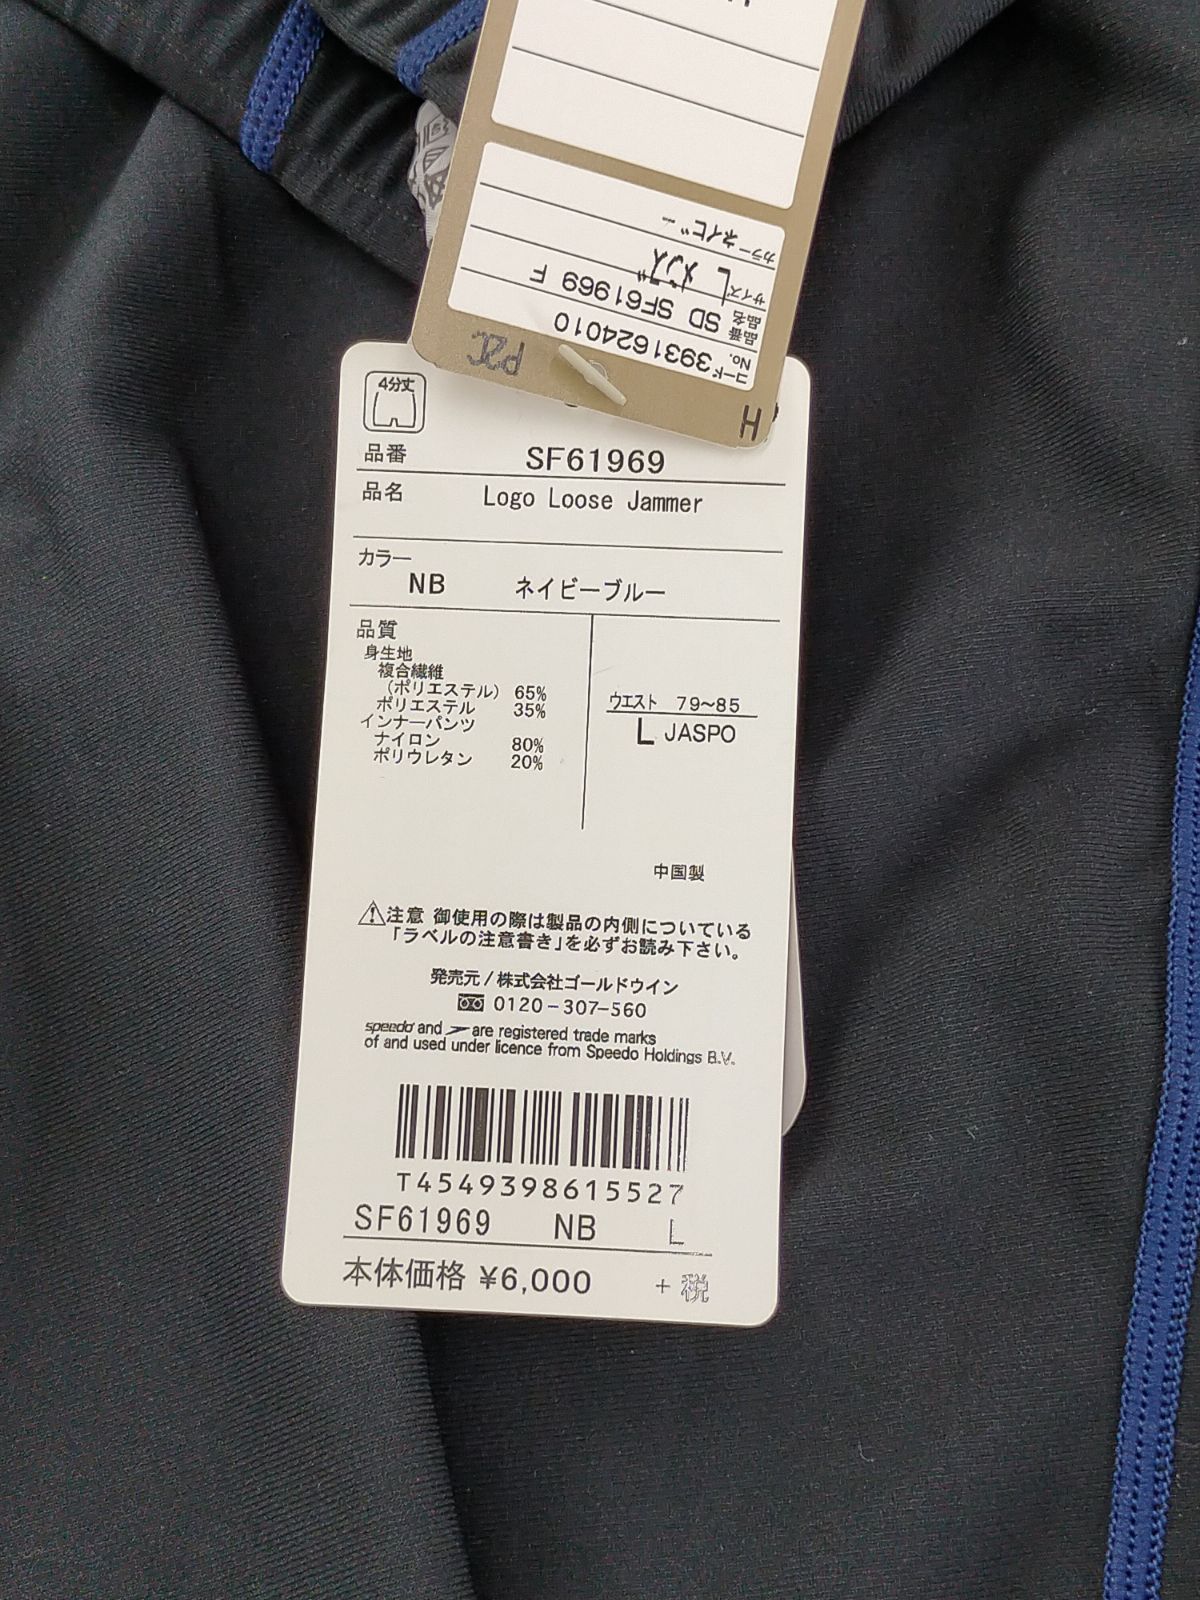 コード No. 3931624010
品番 品名 SD SF61969 F
サイズ L メンズ
カラー ネイビー
H
4分丈
品番 SF61969
品名 Logo Loose Jammer
カラー
NB ネイビーブルー
品質
身生地
複合繊維
(ポリエステル) 65%
ポリエステル 35%
インナーパンツ
ナイロン 80%
ポリウレタン 20%
ウエスト 79~85
L JASPO
中国製
⚠注意 御使用の際は製品の内側についている
「ラベルの注意書き」を必ずお読み下さい。
発売元/株式会社ゴールドウイン
0120-307-560
speedo and are registered trade marks
of and used under licence from Speedo Holdings B.V.
T4549398615527
SF61969 NB L
本体価格 ¥6,000 +税